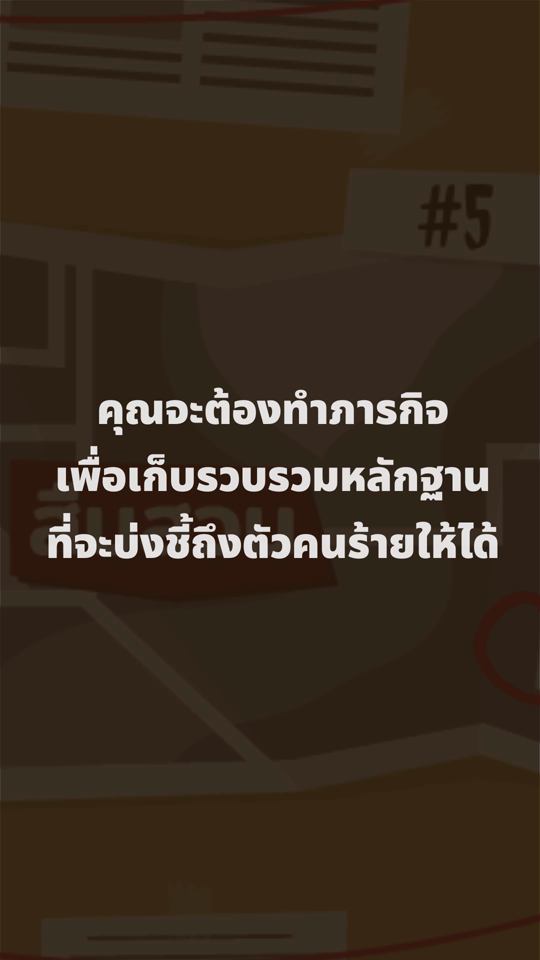 #5
คุณจะต้องทำภารกิจ
เพื่อเก็บรวบรวมหลักฐาน
ที่จะบ่งชี้ถึงตัวคนร้ายให้ได้